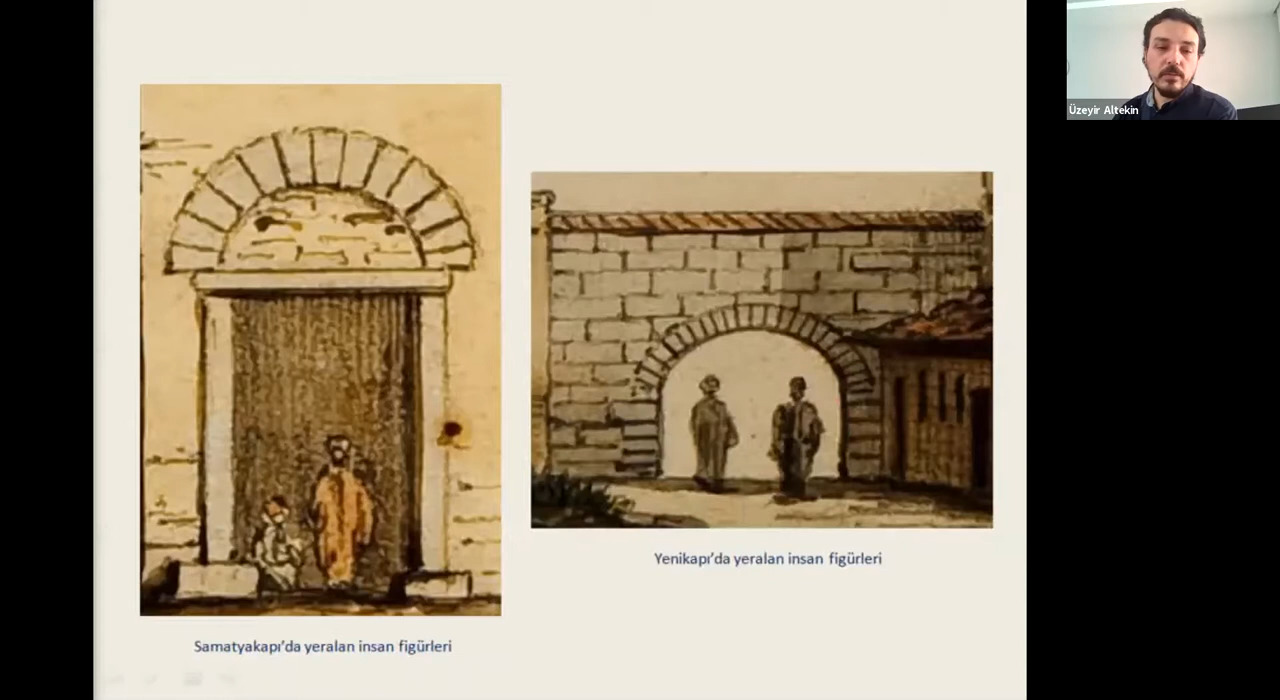 Üzeyir Altekin
Yenikapı'da yeralan insan figürleri
Samatyakapı'da yeralan insan figürleri